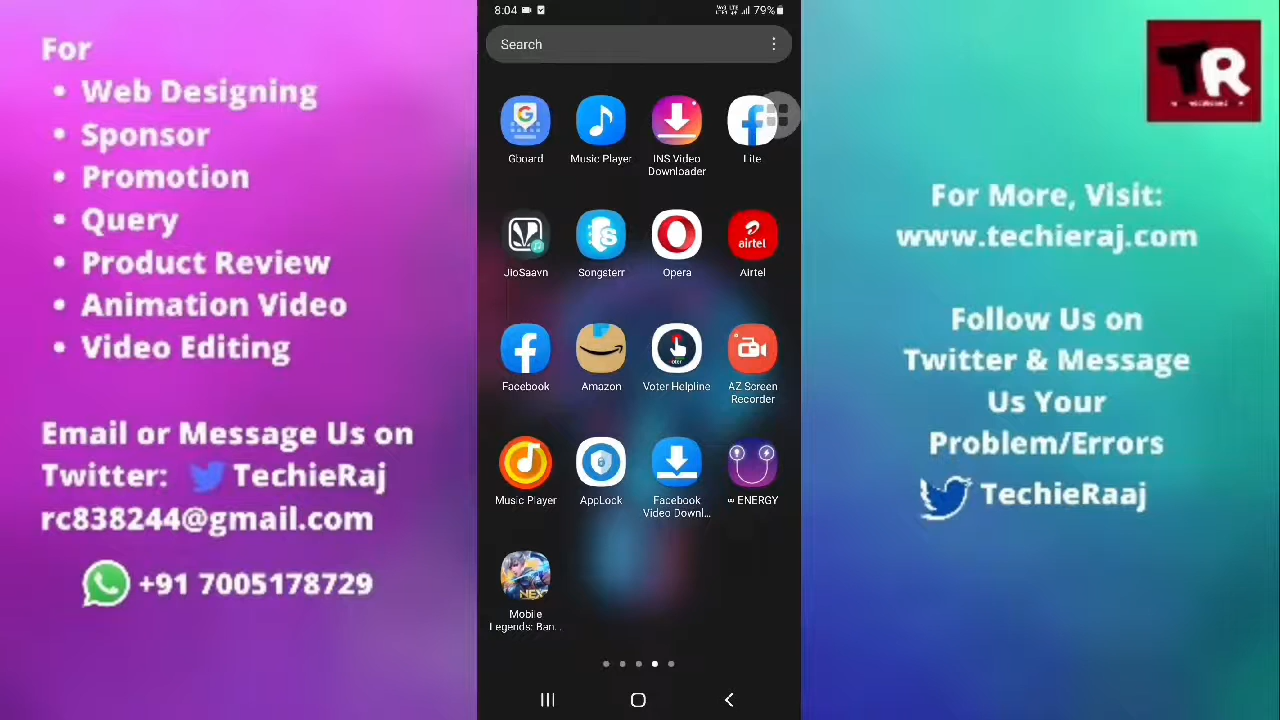 For
• Web Designing
• Sponsor
• Promotion
• Query
• Product Review
• Animation Video
• Video Editing
Email or Message Us on
Twitter: TechieRaj
rc838244@gmail.com
+91 7005178729
8:04
79%
Search
Gboard
Music Player
INS Video
Downloader
Lite
JioSaavn
Songsterr
Opera
airtel
Airtel
Facebook
Amazon
Voter Helpline
AZ Screen
Recorder
Music Player
AppLock
Facebook
Video Downl...
∞ ENERGY
NEX
Mobile
Legends: Ban...
TR
For More, Visit:
www.techieraj.com
Follow Us on
Twitter & Message
Us Your
Problem/Errors
TechieRaaj